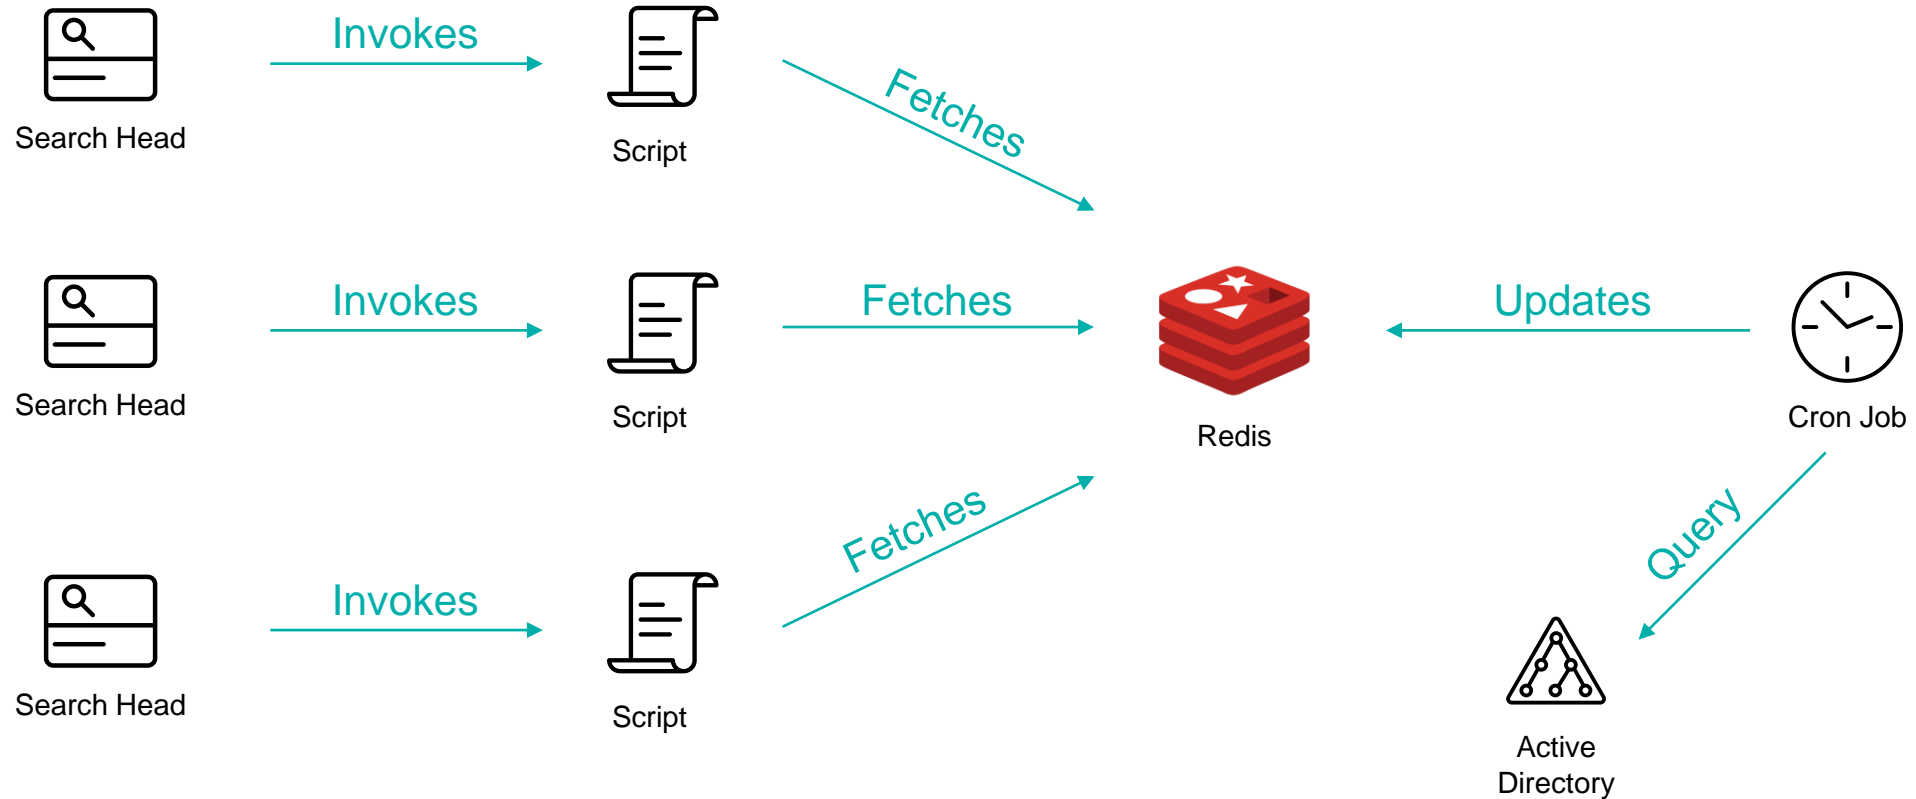 Invokes
Search Head
Script
Fetches
Invokes
Search Head
Script
Fetches
Redis
Updates
Cron Job
Invokes
Search Head
Script
Fetches
Query
Active
Directory